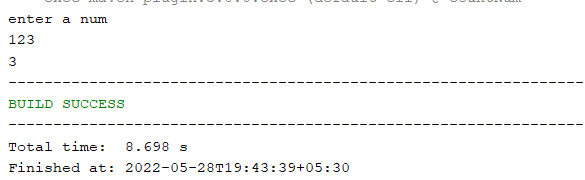 enter a num
123
3
------------------------------------------------------------------------
BUILD SUCCESS
------------------------------------------------------------------------
Total time:  8.698 s
Finished at: 2022-05-28T19:43:39+05:30